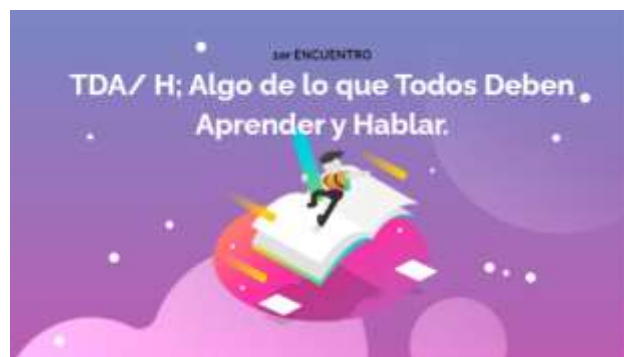 1er ENCUENTRO
TDA/ H; Algo de lo que Todos Deben
Aprender y Hablar.